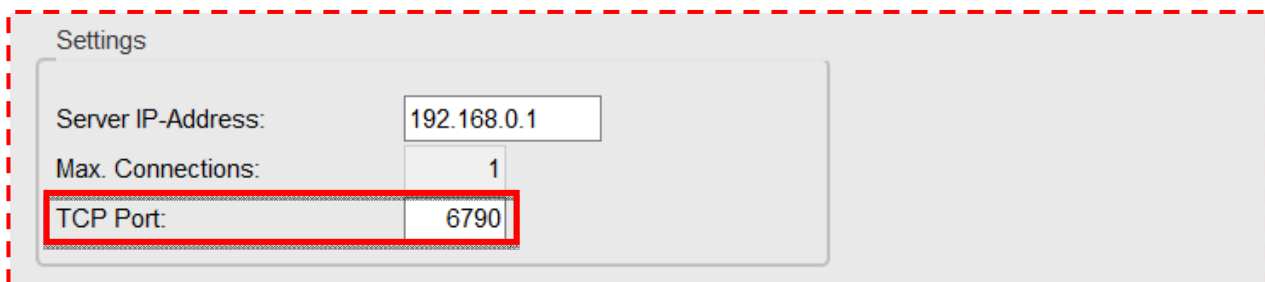 Settings
Server IP-Address: 192.168.0.1
Max. Connections: 1
TCP Port: 6790